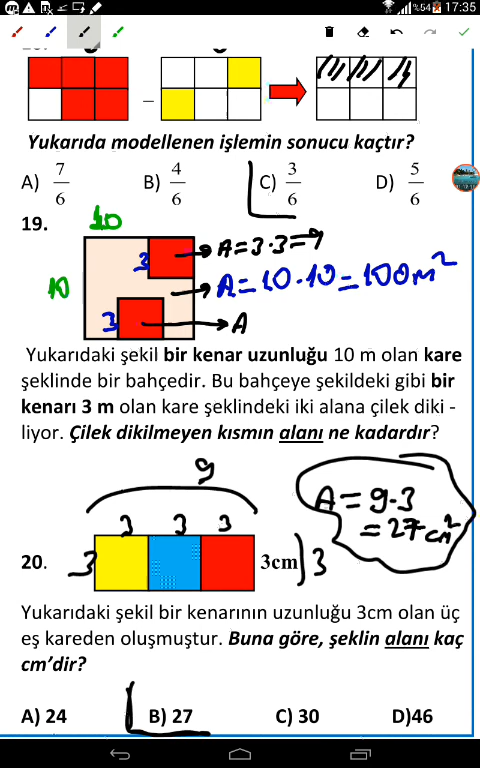 %54 17:35
Yukarıda modellenen işlemin sonucu kaçtır?
A) 7/6 B) 4/6 C) 3/6 D) 5/6
19.
10
3 A=3·3=9
10 A=10·10=100m²
3 A
Yukarıdaki şekil bir kenar uzunluğu 10 m olan kare
şeklinde bir bahçedir. Bu bahçeye şekildeki gibi bir
kenarı 3 m olan kare şeklindeki iki alana çilek diki -
liyor. Çilek dikilmeyen kısmın alanı ne kadardır?
9
3 3 3
A=9·3
=27cm²
20. 3 3cm 3
Yukarıdaki şekil bir kenarının uzunluğu 3cm olan üç
eş kareden oluşmuştur. Buna göre, şeklin alanı kaç
cm'dir?
A) 24 B) 27 C) 30 D)46